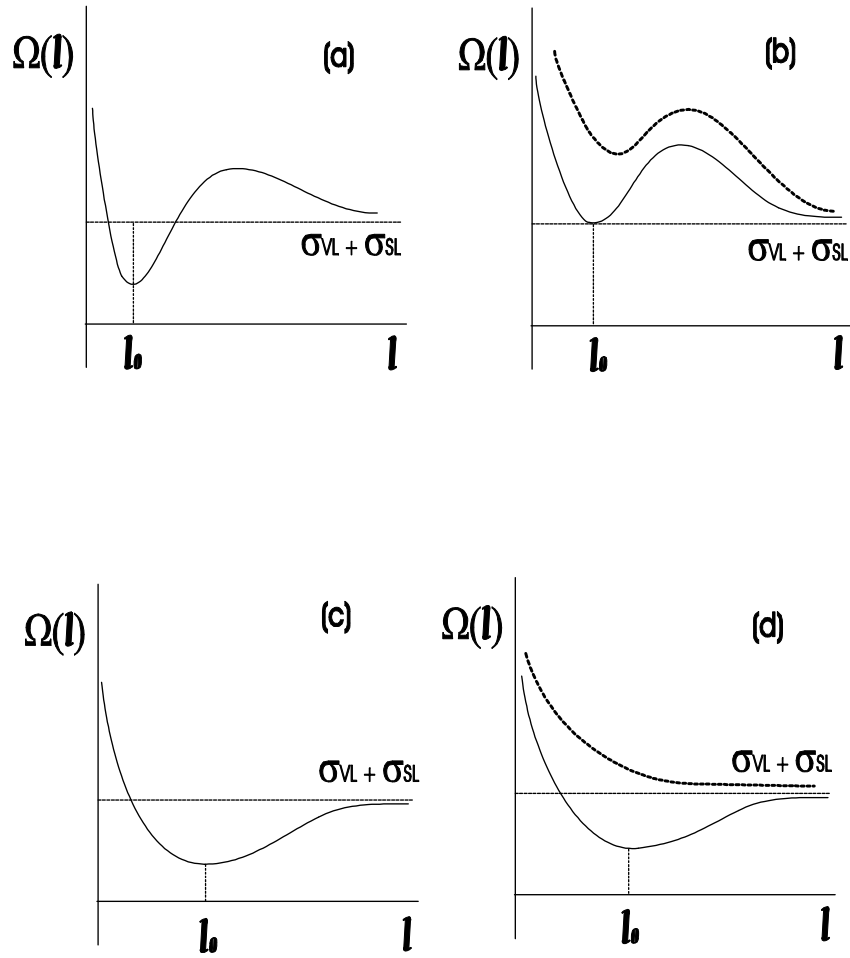 Ω(l) (a)
σVL + σSL
l₀ l
Ω(l) (b)
σVL + σSL
l₀ l
Ω(l) (c)
σVL + σSL
l₀ l
Ω(l) (d)
σVL + σSL
l₀ l